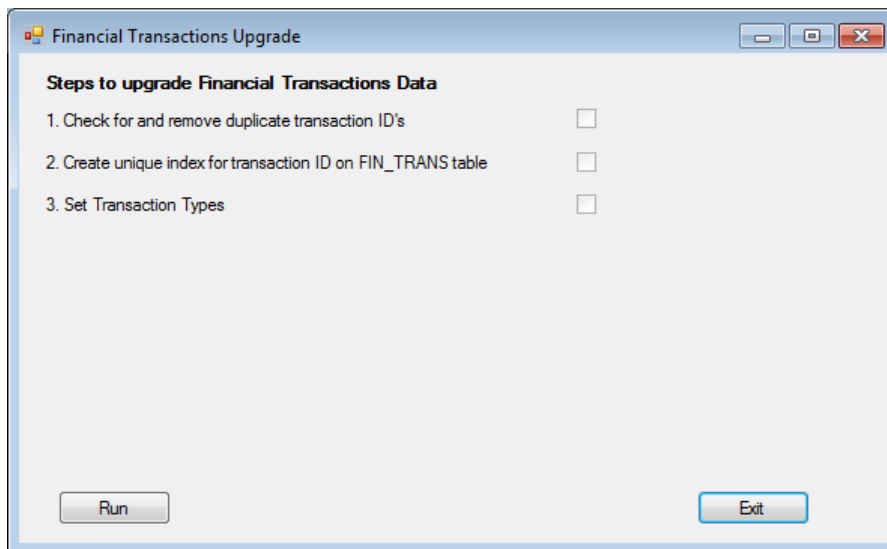 Financial Transactions Upgrade
Steps to upgrade Financial Transactions Data
1. Check for and remove duplicate transaction ID's
2. Create unique index for transaction ID on FIN_TRANS table
3. Set Transaction Types
Run Exit